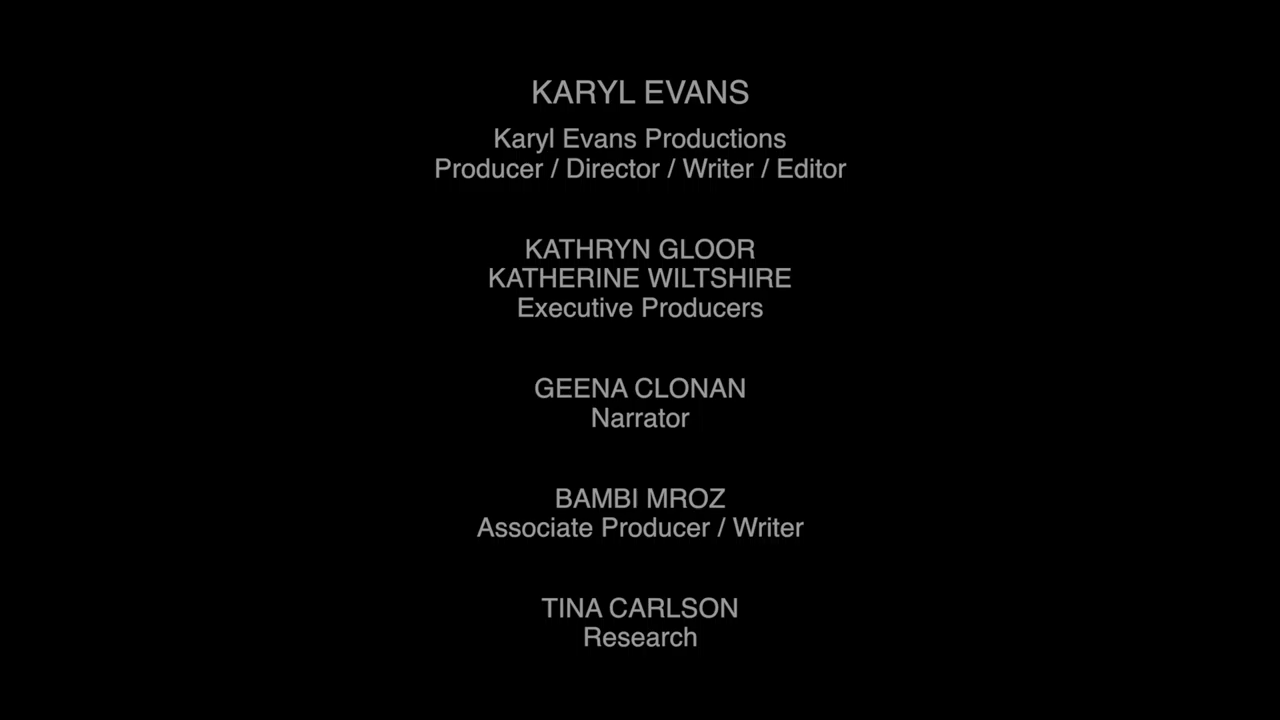 KARYL EVANS
Karyl Evans Productions
Producer / Director / Writer / Editor
KATHRYN GLOOR
KATHERINE WILTSHIRE
Executive Producers
GEENA CLONAN
Narrator
BAMBI MROZ
Associate Producer / Writer
TINA CARLSON
Research